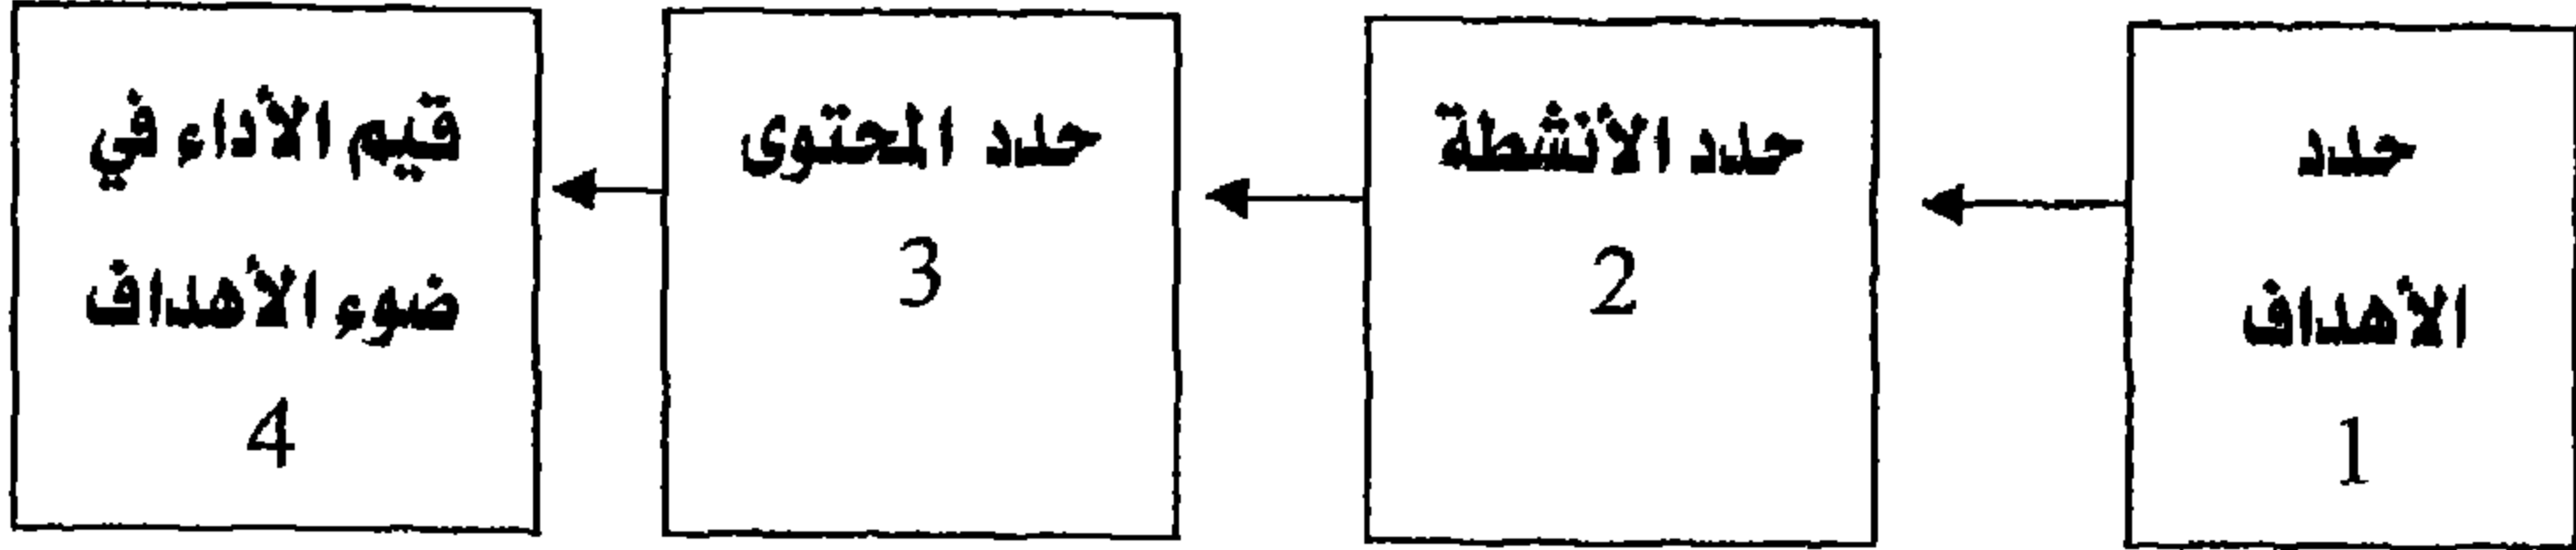 حدد
الأهداف
1
حدد الأنشطة
2
حدد المحتوى
3
قيم الأداء في
ضوء الأهداف
4